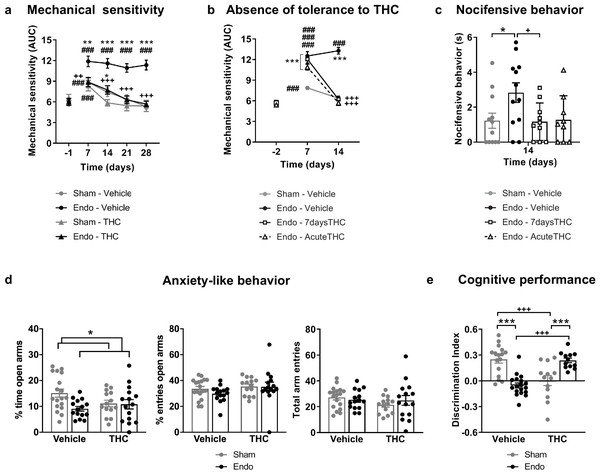 a Mechanical sensitivity
Mechanical sensitivity (AUC)
15
12
9
6
3
0
** *** *** ***
### ### ### ###
++
###
###
*
+++
+++
+++
-1 7 14 21 28
Time (days)
Sham - Vehicle
Endo - Vehicle
Sham - THC
Endo - THC
b Absence of tolerance to THC
Mechanical sensitivity (AUC)
15
12
9
6
3
0
###
###
###
###
***
###
***
+++
+++
-2 7 14
Time (days)
Sham - Vehicle
Endo - Vehicle
Endo - 7daysTHC
Endo - AcuteTHC
c Nocifensive behavior
Nocifensive behavior (s)
6
5
4
3
2
1
0
* +
14
Time (days)
Sham - Vehicle
Endo - Vehicle
Endo - 7daysTHC
Endo - AcuteTHC
d Anxiety-like behavior
% time open arms
40
30
20
10
0
*
Vehicle THC
% entries open arms
80
60
40
20
0
Vehicle THC
Total arm entries
80
60
40
20
0
Vehicle THC
Sham
Endo
e Cognitive performance
Discrimination Index
0.6
0.3
0.0
-0.3
-0.6
+++
*** ***
+++
Vehicle THC
Sham
Endo